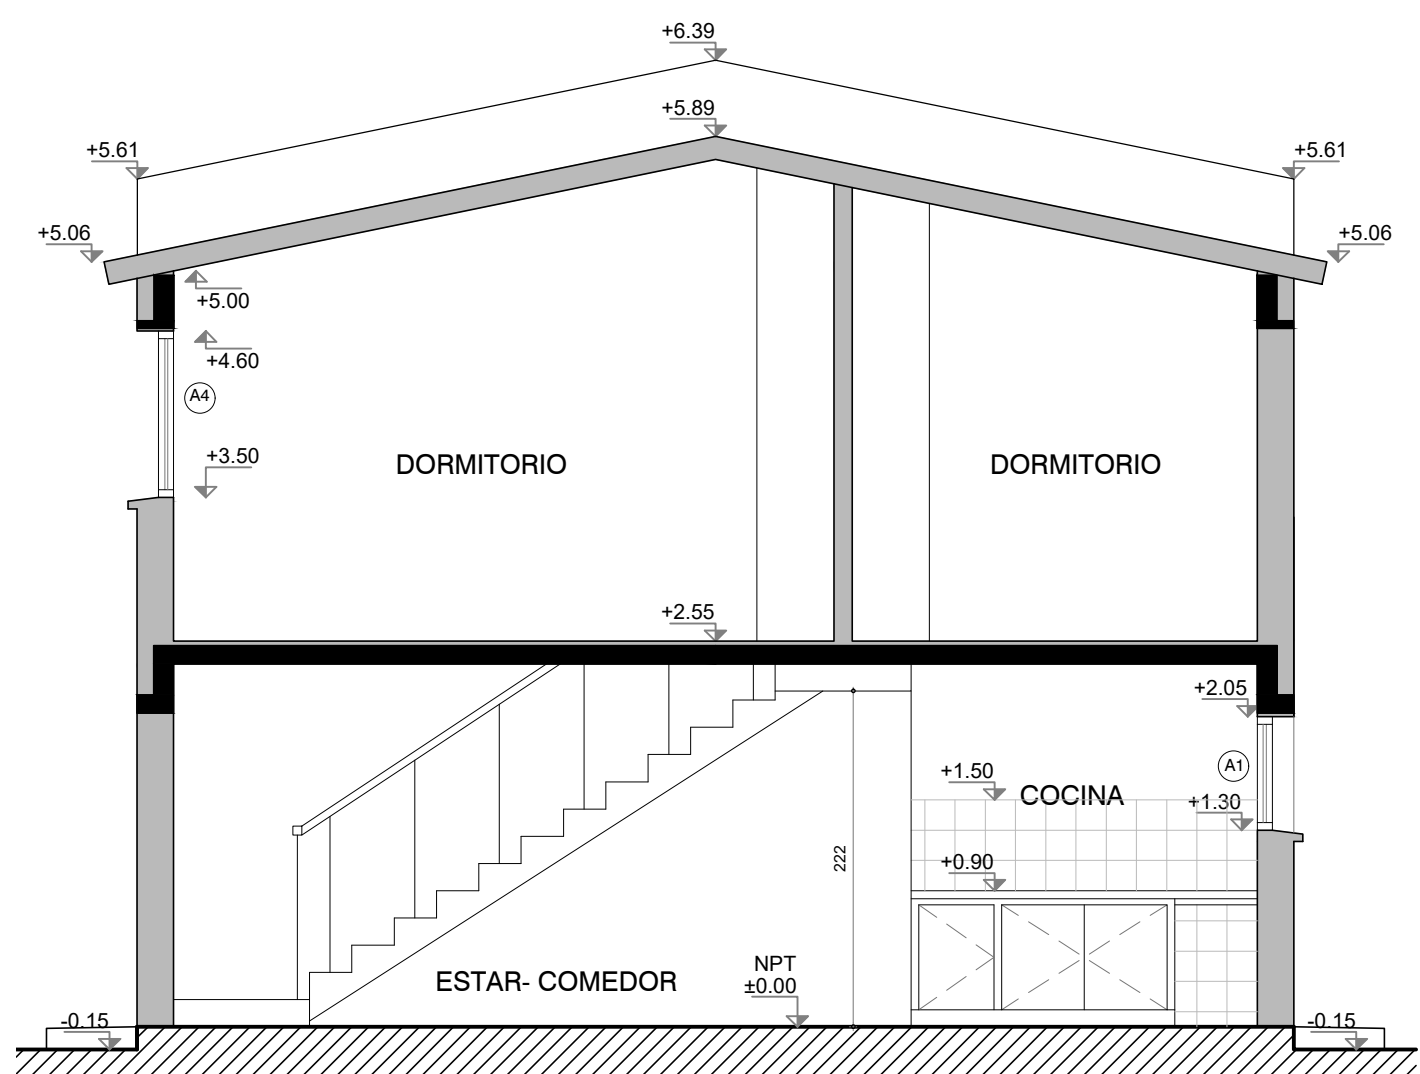 +6.39
+5.89
+5.61
+5.61
+5.06
+5.06
+5.00
+4.60
A4
+3.50
DORMITORIO
DORMITORIO
+2.55
+2.05
A1
+1.50
COCINA
+1.30
222
+0.90
NPT
±0.00
ESTAR- COMEDOR
-0.15
-0.15